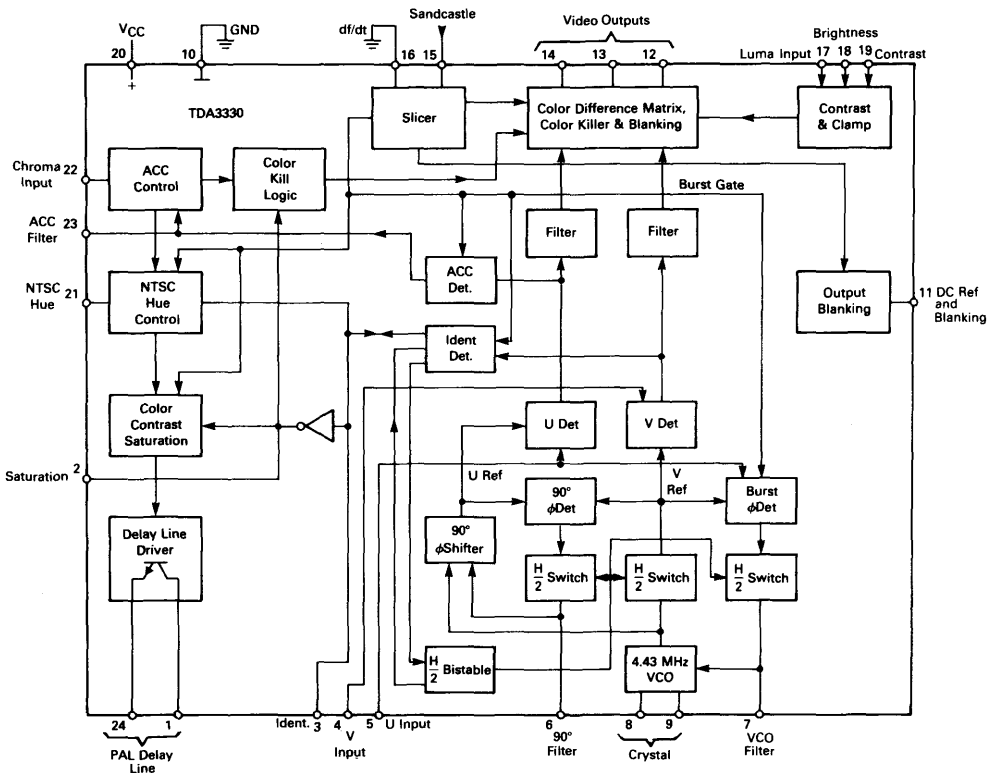 Sandcastle
Video Outputs
Brightness
VCC
GND
df/dt
20
10
16
15
14
13
12
Luma Input
17
18
19
Contrast
+
TDA3330
Slicer
Color Difference Matrix,
Color Killer & Blanking
Contrast
& Clamp
Chroma 22
Input
ACC
Control
Color
Kill
Logic
Burst Gate
ACC 23
Filter
Filter
Filter
ACC
Det.
NTSC 21
Hue
NTSC
Hue
Control
Output
Blanking
11 DC Ref
and
Blanking
Ident
Det.
Color
Contrast
Saturation
U Det
V Det
Saturation 2
U Ref
V
Ref
90°
ϕDet
Burst
ϕDet
Delay Line
Driver
90°
ϕShifter
H/2 Switch
H/2 Switch
H/2 Switch
H/2 Bistable
4.43 MHz
VCO
24
1
Ident.
3
4
5
U Input
6
8
9
7
V
Input
90°
Filter
Crystal
VCO
Filter
PAL Delay
Line